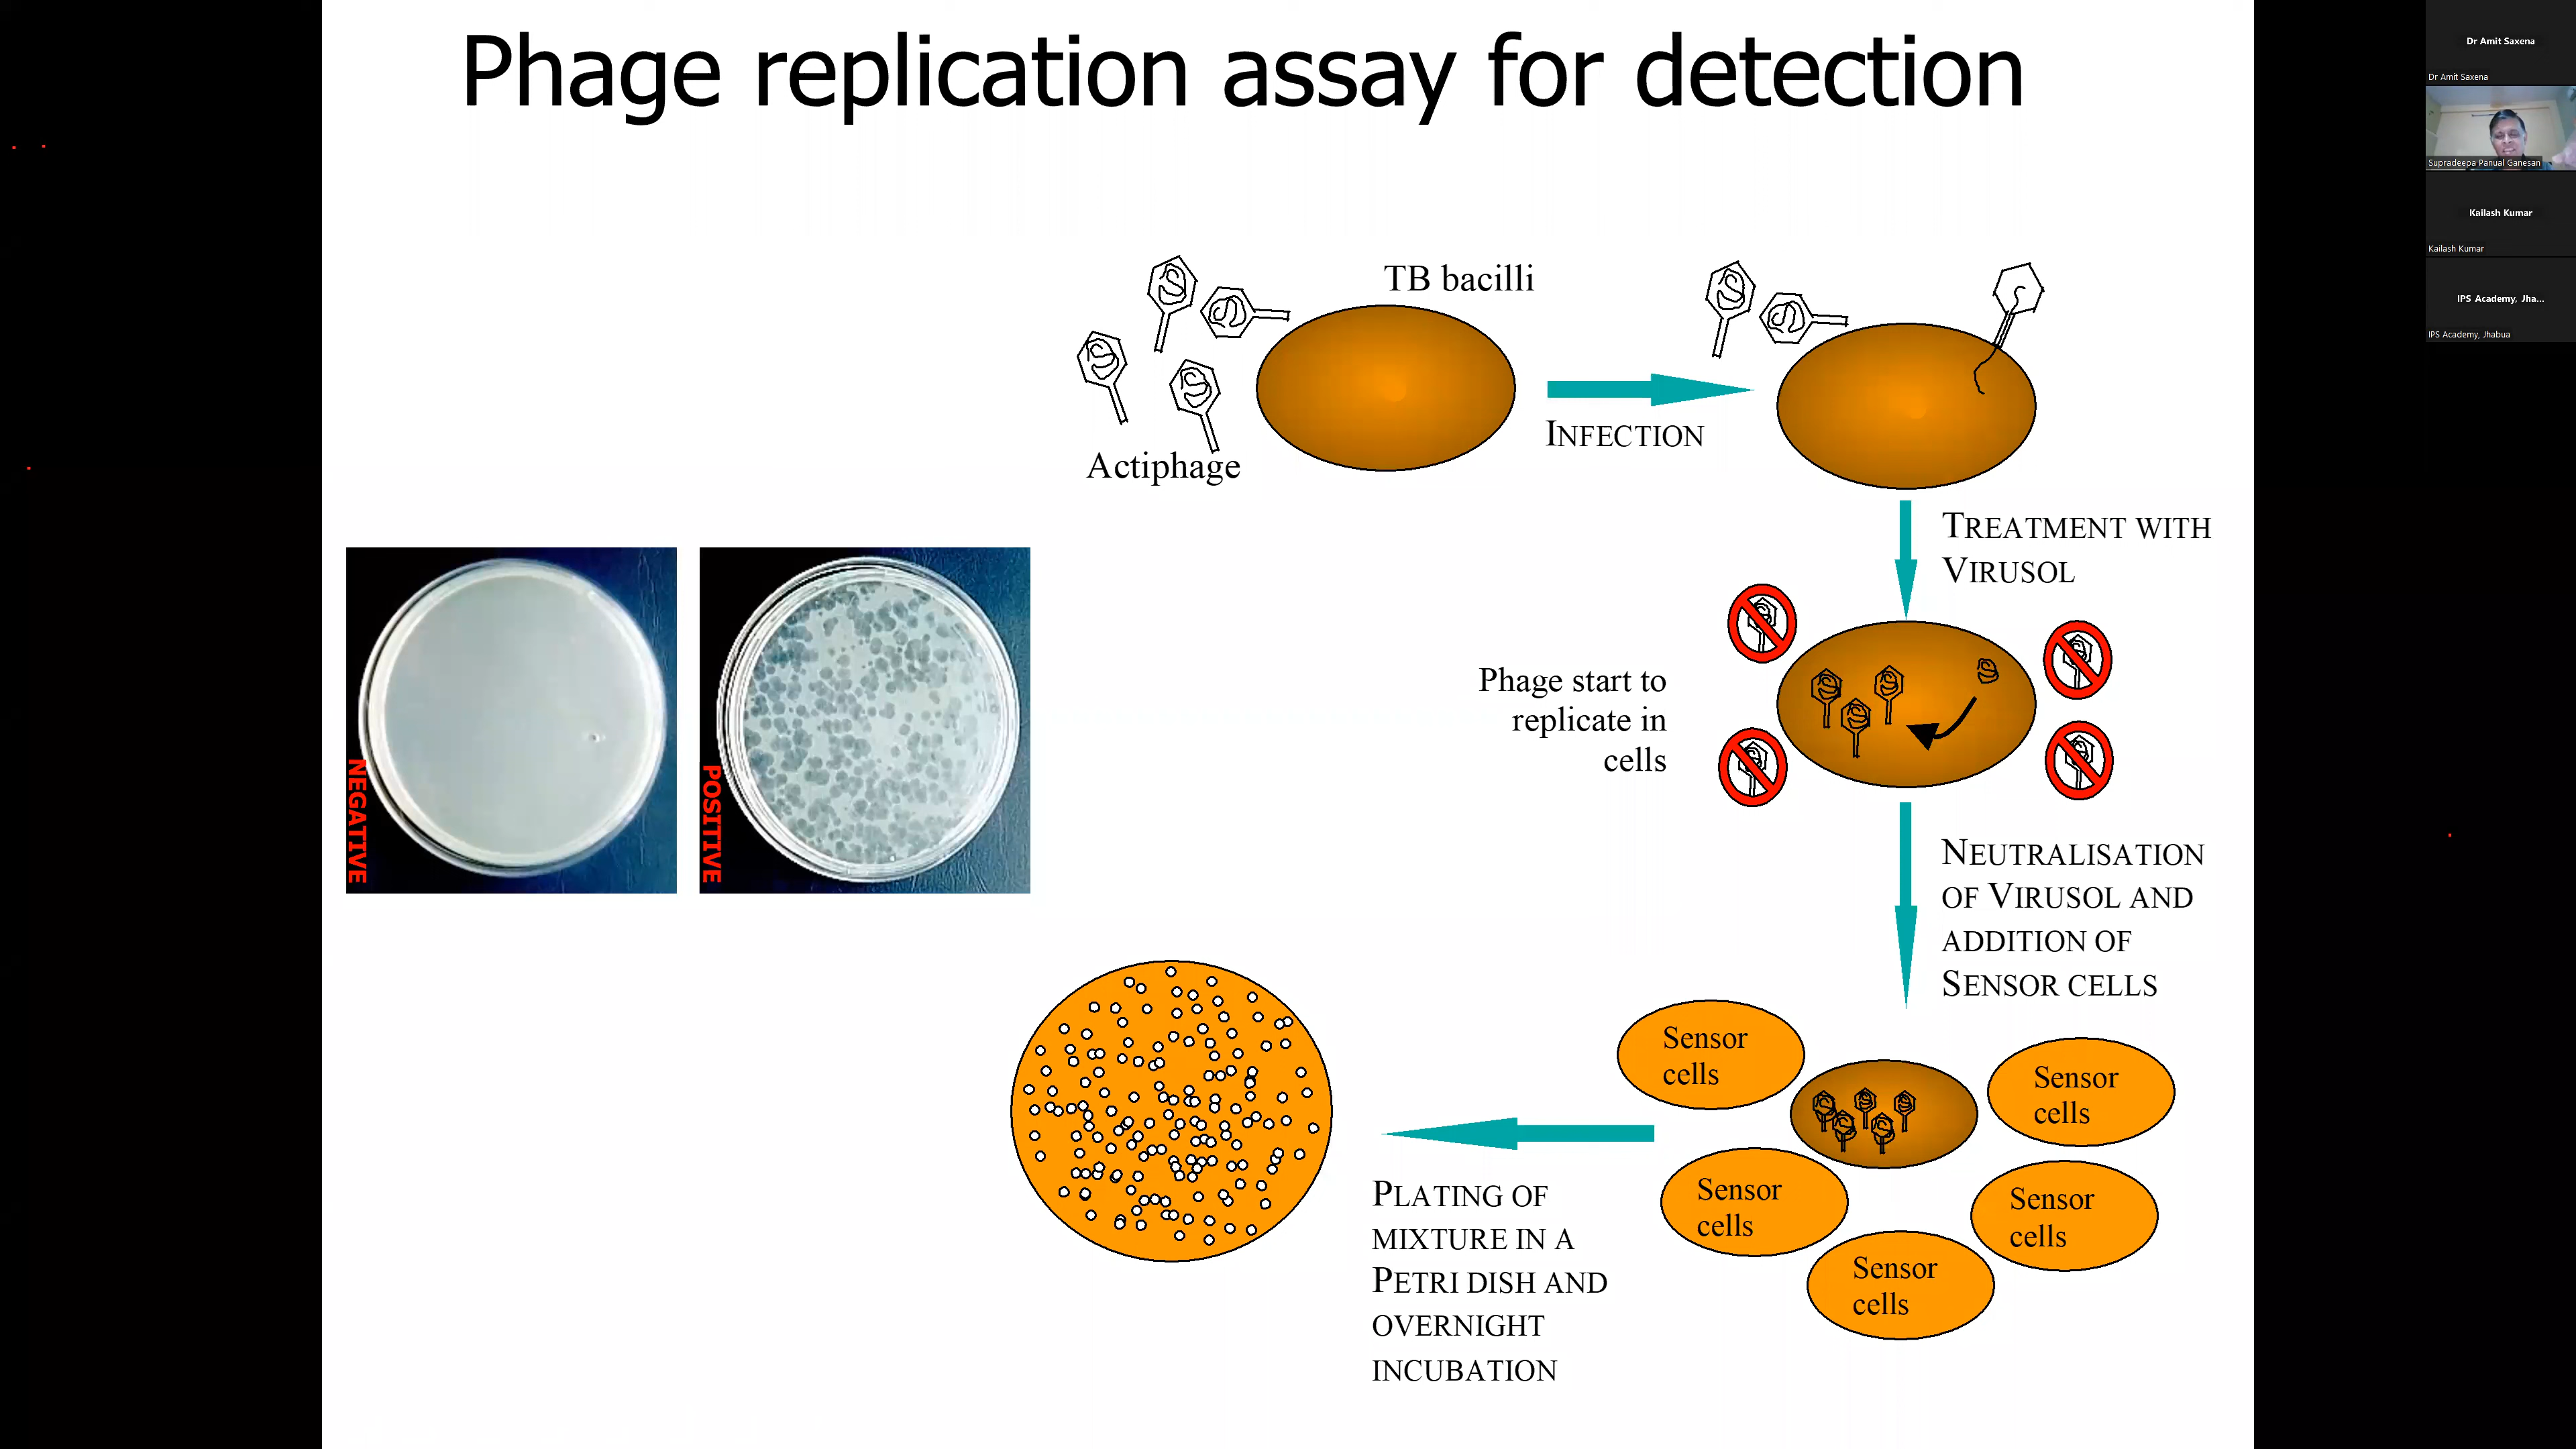 Phage replication assay for detection
TB bacilli
Actiphage
INFECTION
TREATMENT WITH
VIRUSOL
Phage start to
replicate in
cells
NEUTRALISATION
OF VIRUSOL AND
ADDITION OF
SENSOR CELLS
Sensor
cells
Sensor
cells
Sensor
cells
Sensor
cells
Sensor
cells
PLATING OF
MIXTURE IN A
PETRI DISH AND
OVERNIGHT
INCUBATION
NEGATIVE
POSITIVE
Dr Amit Saxena
Dr Amit Saxena
Supradeepa Panual Ganesan
Kailash Kumar
Kailash Kumar
IPS Academy, Jha...
IPS Academy, Jhabua